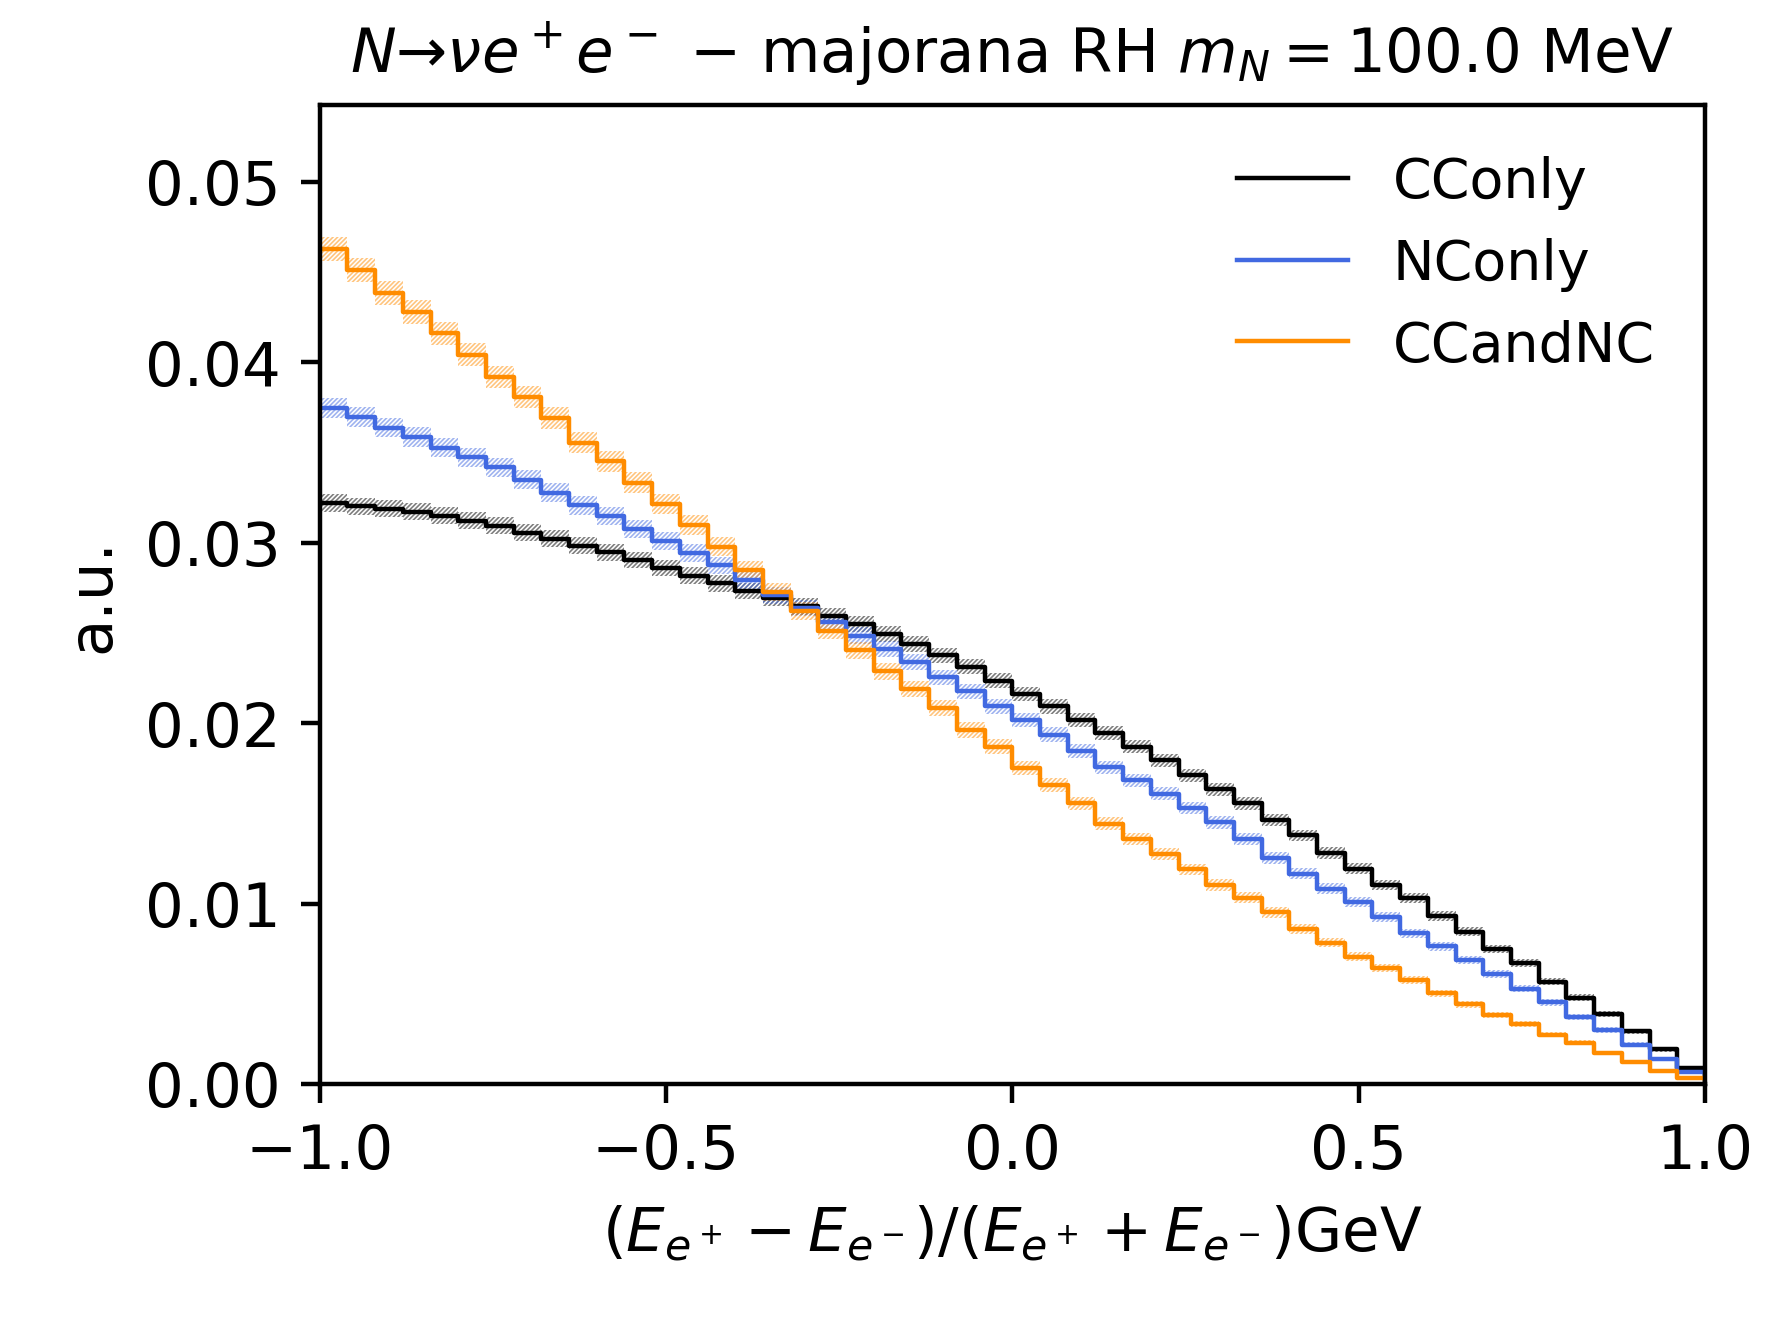 N→νe⁺e⁻ − majorana RH m_N = 100.0 MeV
CConly
NConly
CCandNC
0.05
0.04
0.03
0.02
0.01
0.00
a.u.
−1.0 −0.5 0.0 0.5 1.0
(E_e⁺ − E_e⁻)/(E_e⁺ + E_e⁻)GeV